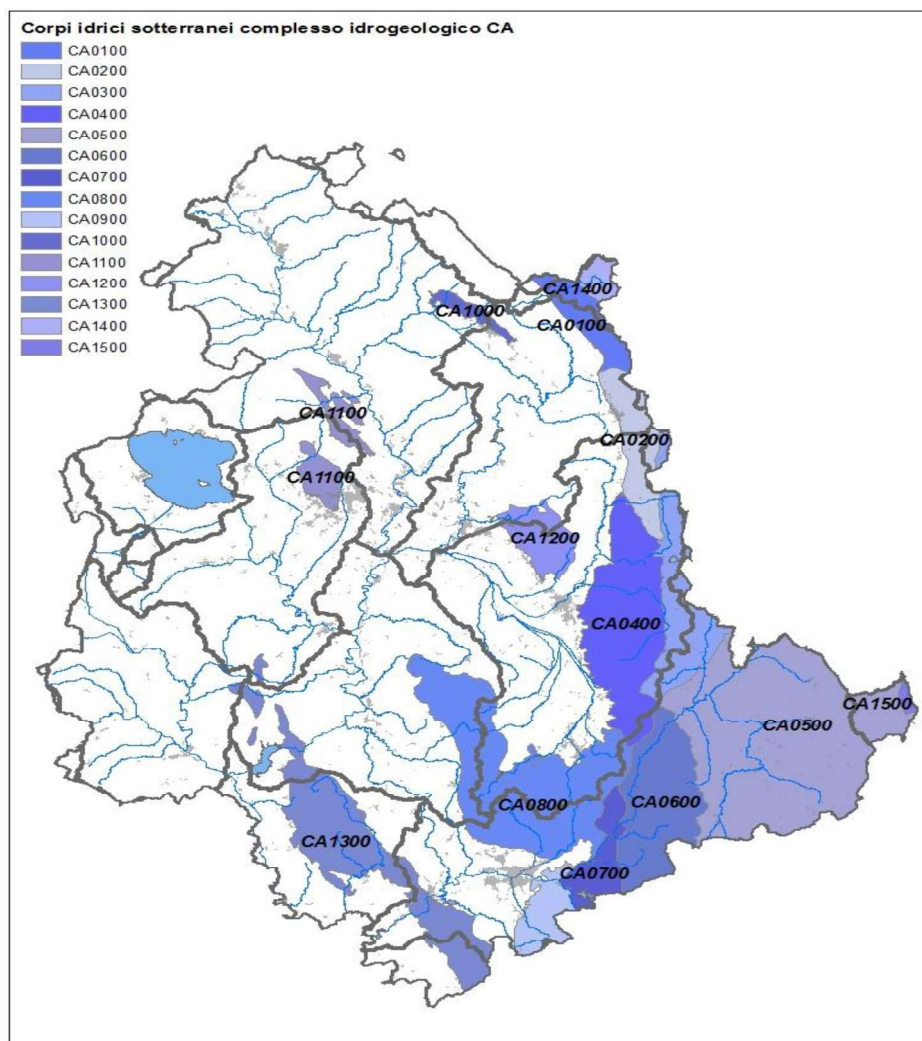 Corpi idrici sotterranei complesso idrogeologico CA
CA0100
CA0200
CA0300
CA0400
CA0500
CA0600
CA0700
CA0800
CA0900
CA1000
CA1100
CA1200
CA1300
CA1400
CA1500
CA1400
CA1000
CA0100
CA1100
CA0200
CA1100
CA1200
CA0400
CA1500
CA0500
CA0800
CA0600
CA1300
CA0700